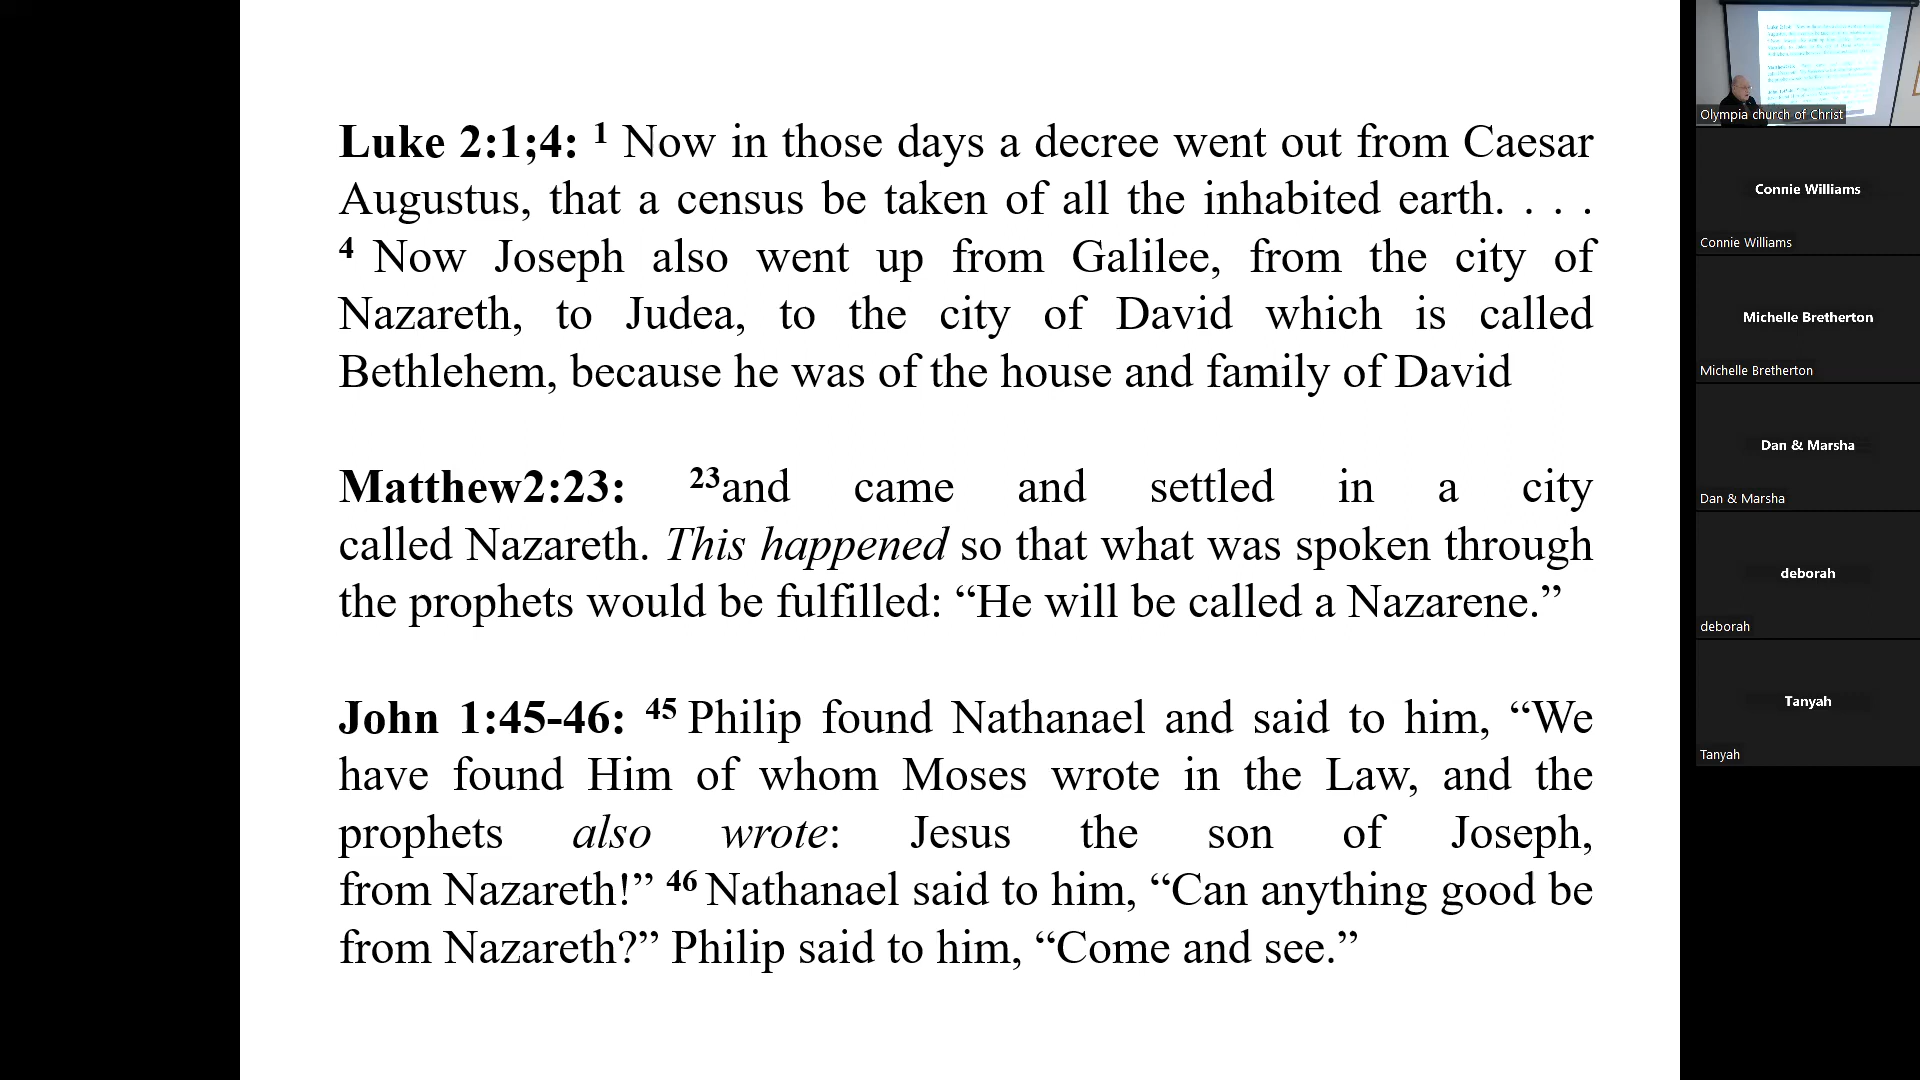 Luke 2:1;4: 1 Now in those days a decree went out from Caesar
Augustus, that a census be taken of all the inhabited earth. . . .
4 Now Joseph also went up from Galilee, from the city of
Nazareth, to Judea, to the city of David which is called
Bethlehem, because he was of the house and family of David
Matthew2:23: 23and came and settled in a city
called Nazareth. This happened so that what was spoken through
the prophets would be fulfilled: “He will be called a Nazarene.”
John 1:45-46: 45 Philip found Nathanael and said to him, “We
have found Him of whom Moses wrote in the Law, and the
prophets also wrote: Jesus the son of Joseph,
from Nazareth!” 46 Nathanael said to him, “Can anything good be
from Nazareth?” Philip said to him, “Come and see.”
Olympia church of Christ
Connie Williams
Connie Williams
Michelle Bretherton
Michelle Bretherton
Dan & Marsha
Dan & Marsha
deborah
deborah
Tanyah
Tanyah